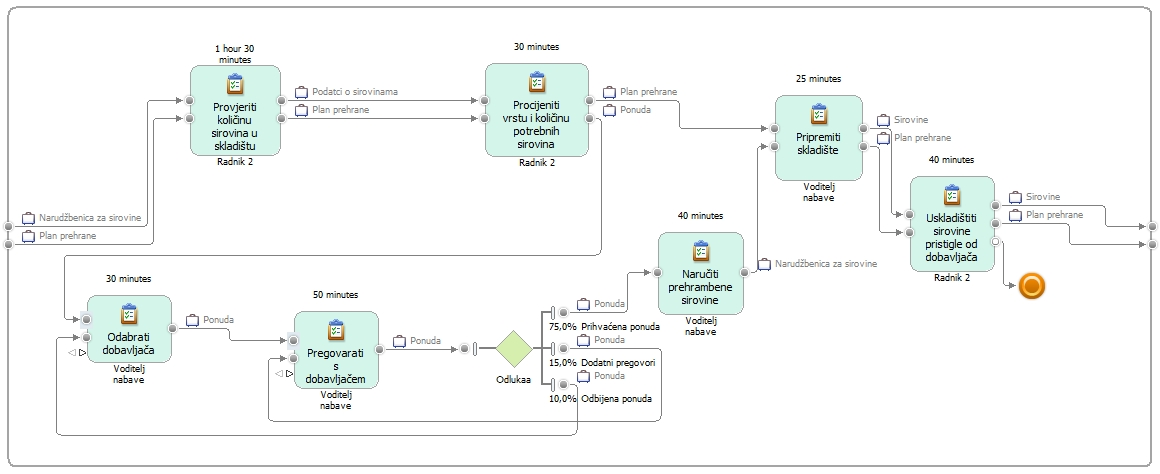 1 hour 30
minutes
Podatci o sirovinama
Plan prehrane
Provjeriti
količinu
sirovina u
skladištu
Radnik 2
30 minutes
Procijeniti
vrstu i količinu
potrebnih
sirovina
Radnik 2
Plan prehrane
Ponuda
25 minutes
Pripremiti
skladište
Voditelj
nabave
Sirovine
Plan prehrane
40 minutes
Uskladištiti
sirovine
pristigle od
dobavljača
Radnik 2
Sirovine
Plan prehrane
Narudžbenica za sirovine
Plan prehrane
40 minutes
Naručiti
prehrambene
sirovine
Voditelj
nabave
Narudžbenica za sirovine
30 minutes
Odabrati
dobavljača
Voditelj
nabave
Ponuda
50 minutes
Pregovarati
s
dobavljačem
Voditelj
nabave
Ponuda
Odlukaa
Ponuda
75,0% Prihvaćena ponuda
Ponuda
15,0% Dodatni pregovori
Ponuda
10,0% Odbijena ponuda